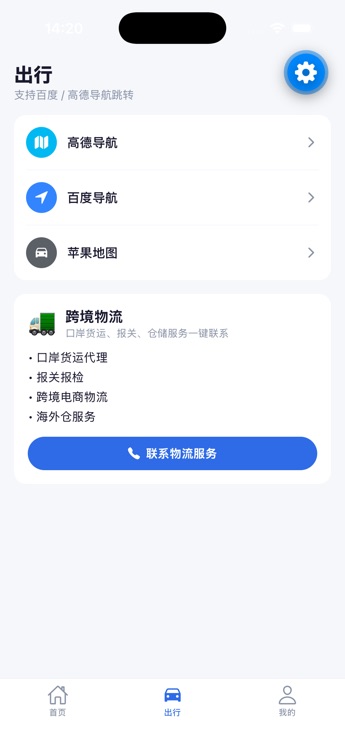 14:20
出行
支持百度 / 高德导航跳转
高德导航
百度导航
苹果地图
跨境物流
口岸货运、报关、仓储服务一键联系
• 口岸货运代理
• 报关报检
• 跨境电商物流
• 海外仓服务
联系物流服务
首页
出行
我的